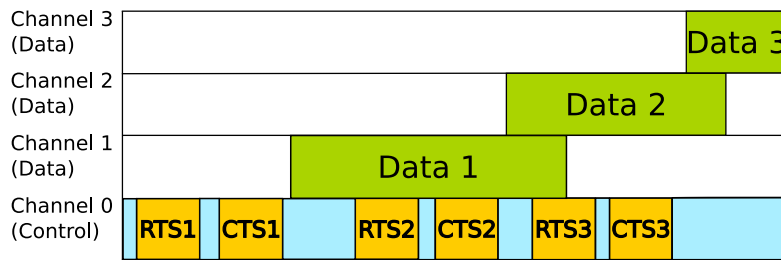 Channel 3
(Data)
Data 3
Channel 2
(Data)
Data 2
Channel 1
(Data)
Data 1
Channel 0
(Control)
RTS1 CTS1 RTS2 CTS2 RTS3 CTS3